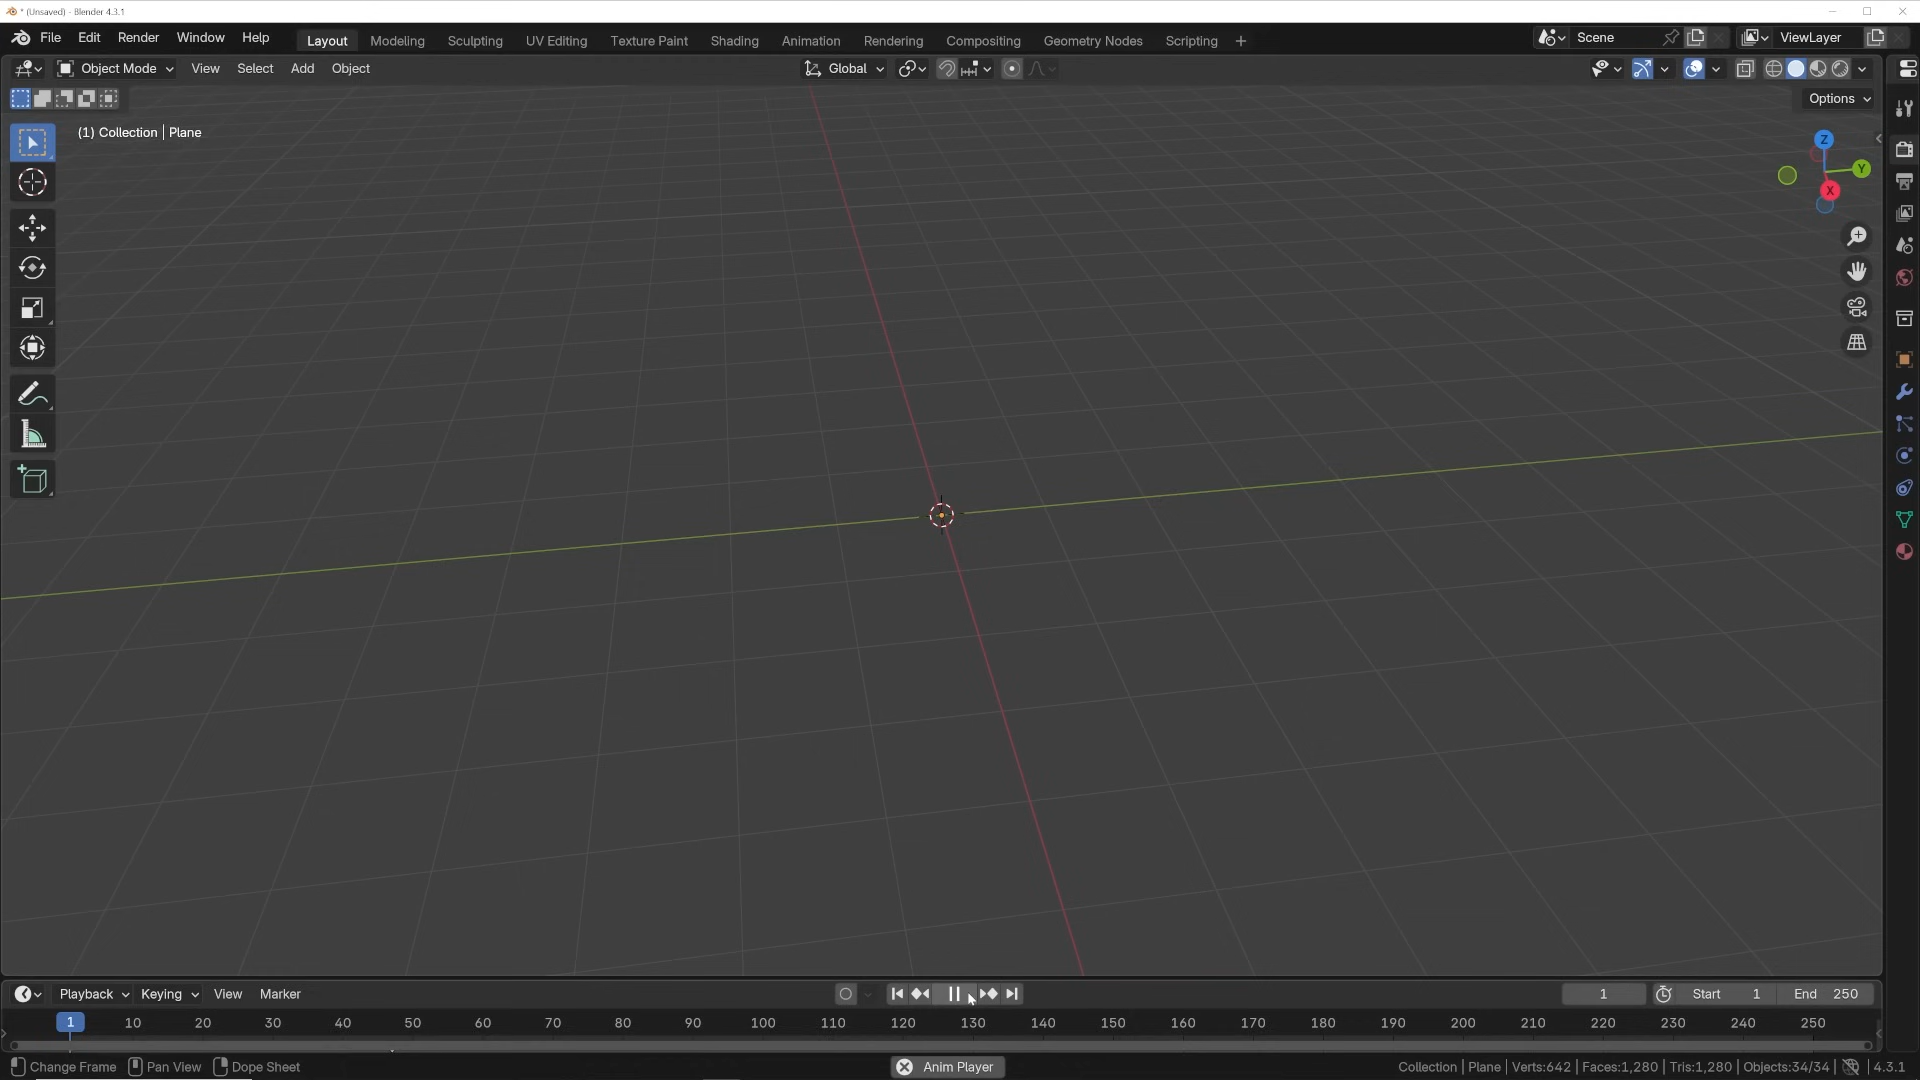 * (Unsaved) - Blender 4.3.1
File Edit Render Window Help Layout Modeling Sculpting UV Editing Texture Paint Shading Animation Rendering Compositing Geometry Nodes Scripting + Scene ViewLayer
Object Mode View Select Add Object Global
Options
(1) Collection | Plane
Z
Y
X
Playback Keying View Marker 1 Start 1 End 250
1 10 20 30 40 50 60 70 80 90 100 110 120 130 140 150 160 170 180 190 200 210 220 230 240 250
Change Frame Pan View Dope Sheet Anim Player Collection | Plane | Verts:642 | Faces:1,280 | Tris:1,280 | Objects:34/34 | 4.3.1